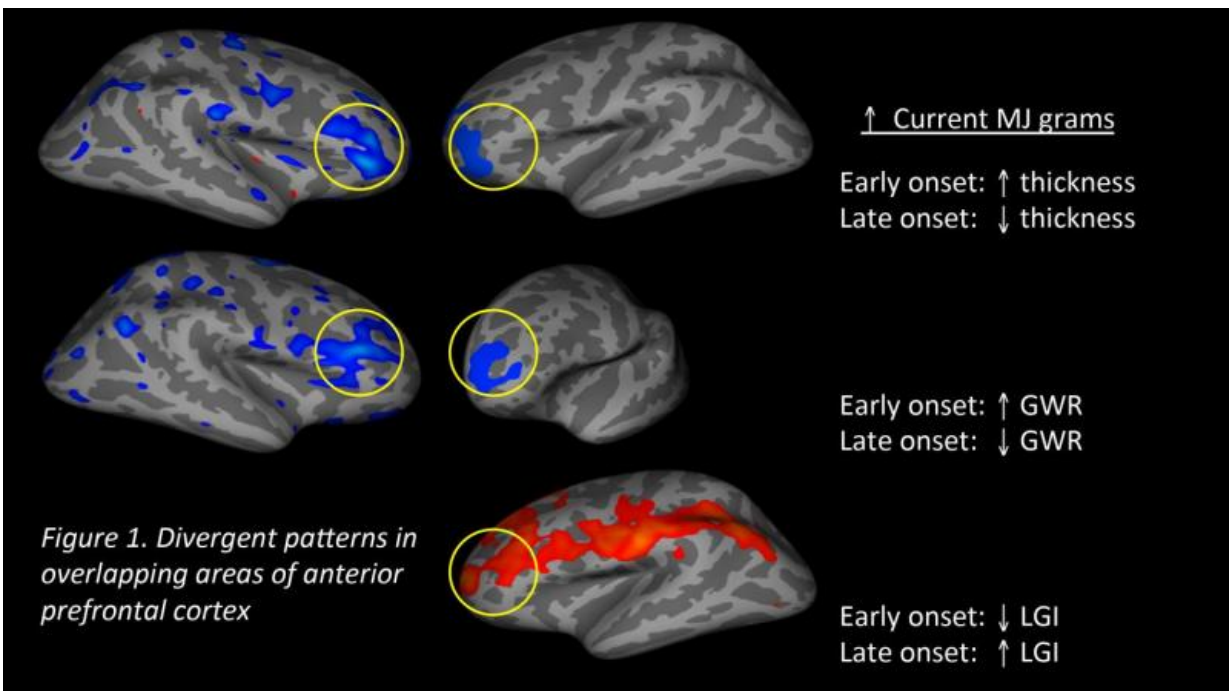 ↑ Current MJ grams
Early onset: ↑ thickness
Late onset: ↓ thickness
Early onset: ↑ GWR
Late onset: ↓ GWR
Figure 1. Divergent patterns in
overlapping areas of anterior
prefrontal cortex
Early onset: ↓ LGI
Late onset: ↑ LGI